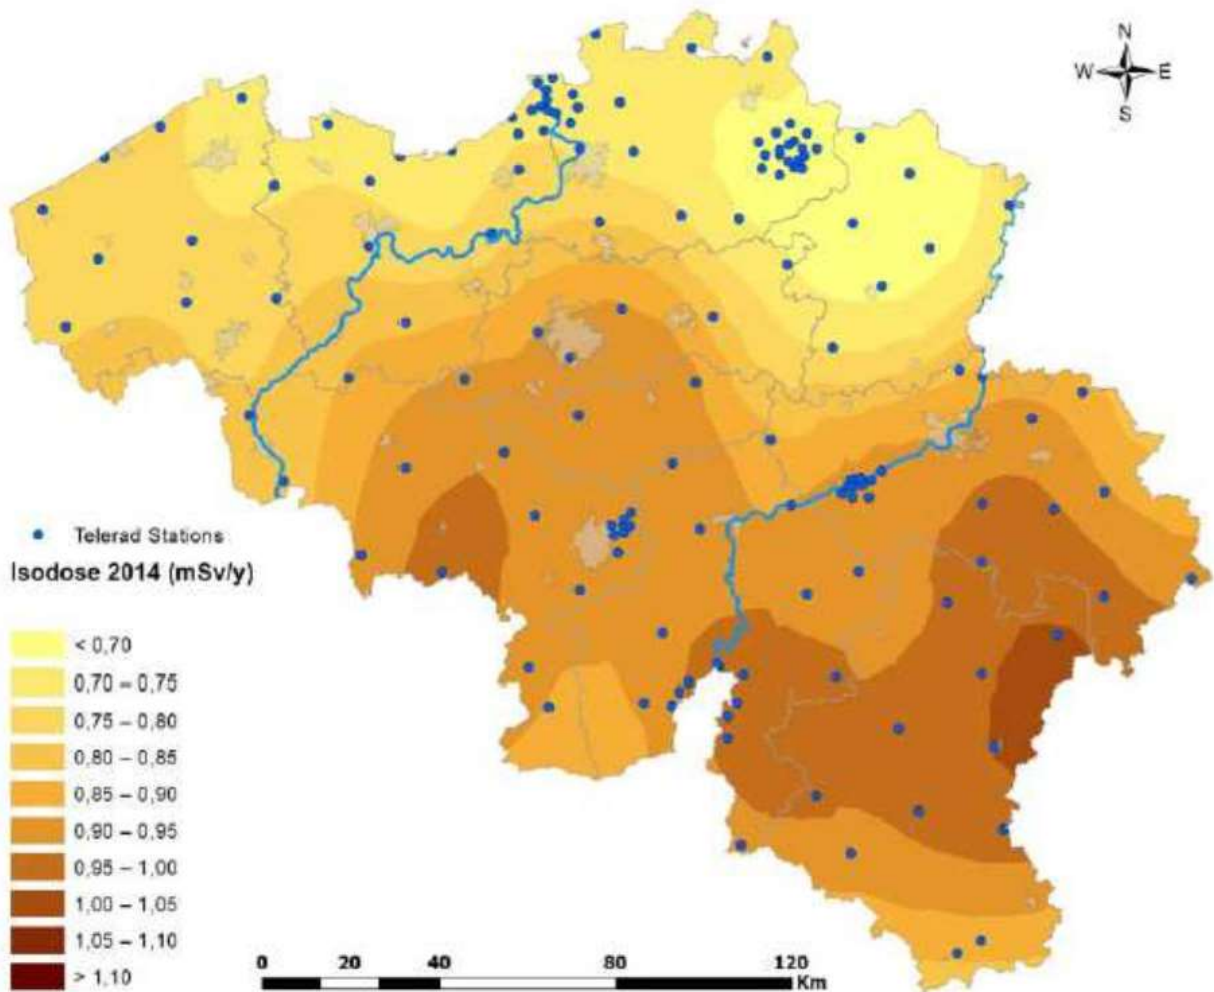 N
W E
S
Telerad Stations
Isodose 2014 (mSv/y)
< 0,70
0,70 – 0,75
0,75 – 0,80
0,80 – 0,85
0,85 – 0,90
0,90 – 0,95
0,95 – 1,00
1,00 – 1,05
1,05 – 1,10
> 1,10
0 20 40 80 120
Km